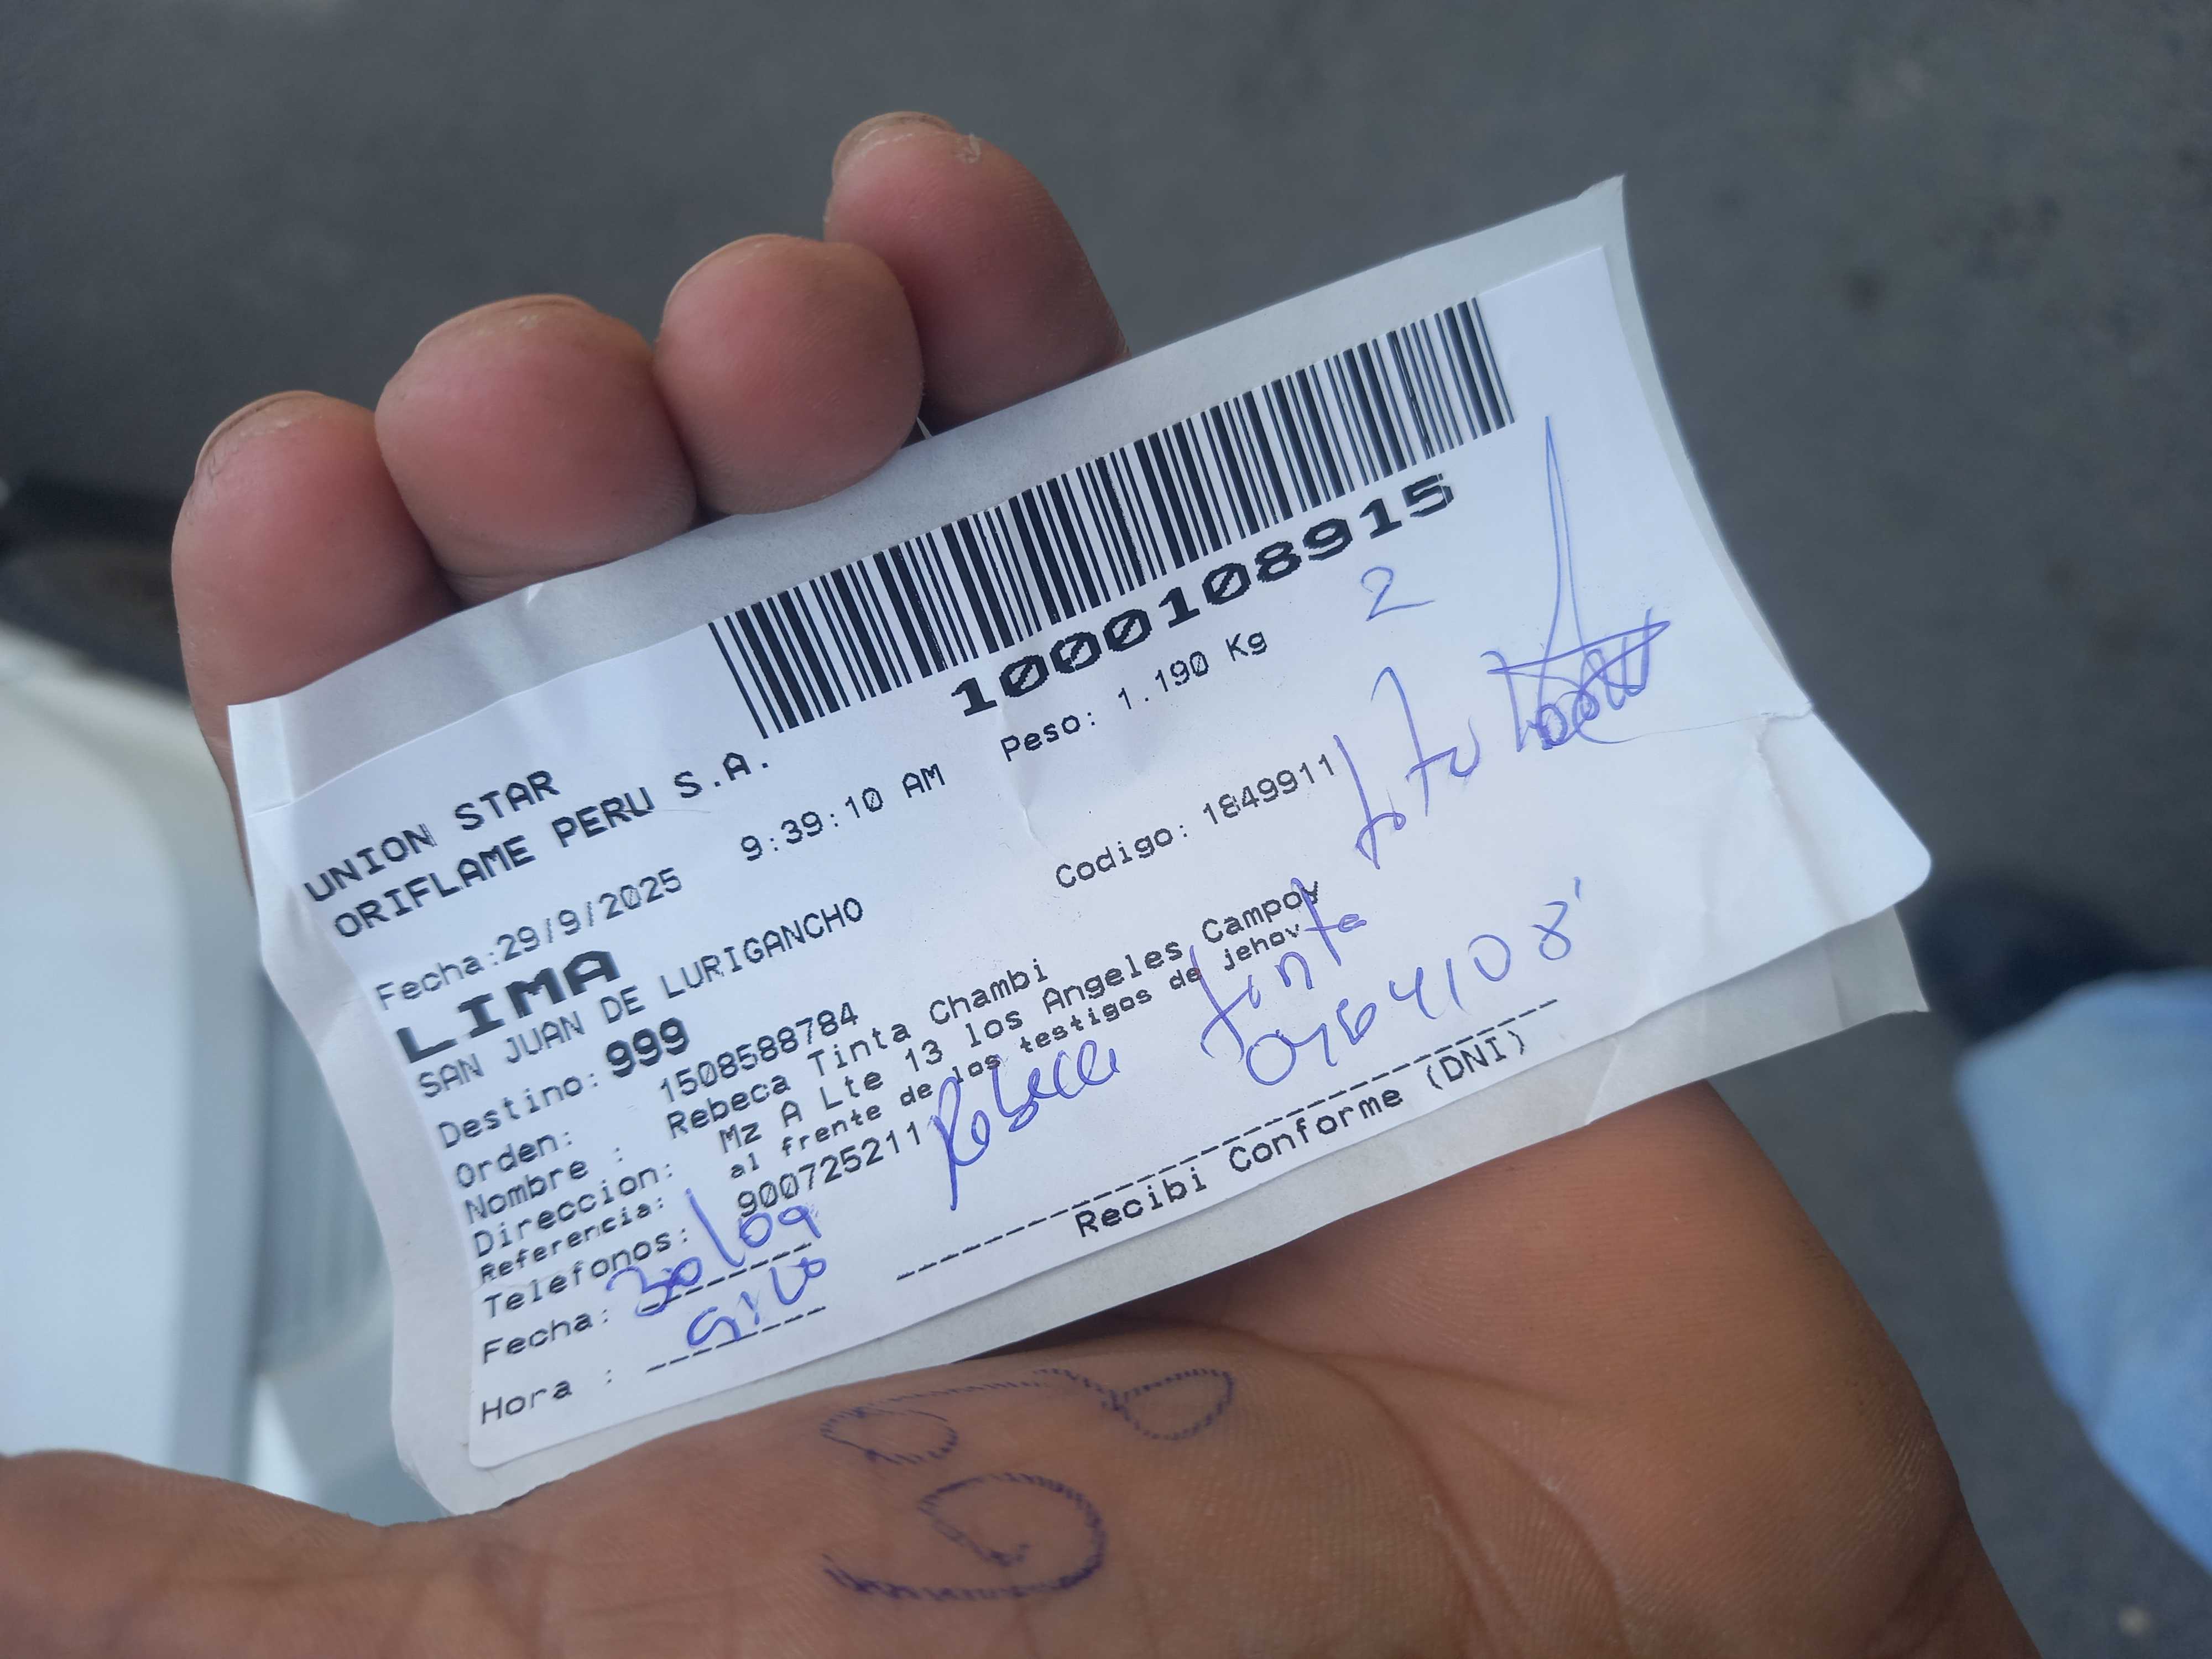 1000108915
UNION STAR
ORIFLAME PERU S.A.
Peso: 1.190 Kg 2
Fecha:29/9/2025 9:39:10 AM
LIMA
SAN JUAN DE LURIGANCHO
Codigo: 1849911
Destino: 999
Orden: 1508588784
Nombre : Rebeca Tinta Chambi
Direccion: Mz A Lte 13 los Angeles Campoy
Referencia: al frente de los testigos de jehov
Telefonos: 900725211
Rebeca Tinta
Fecha: 30/09
Hora :
Recibi Conforme (DNI)